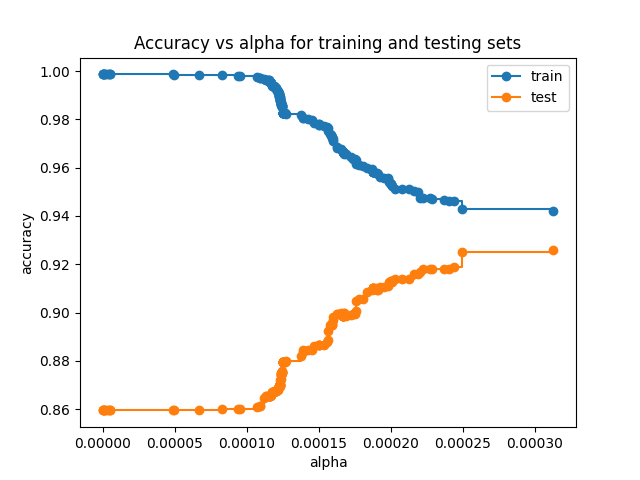 Accuracy vs alpha for training and testing sets
train
test
accuracy
1.00
0.98
0.96
0.94
0.92
0.90
0.88
0.86
0.00000 0.00005 0.00010 0.00015 0.00020 0.00025 0.00030
alpha